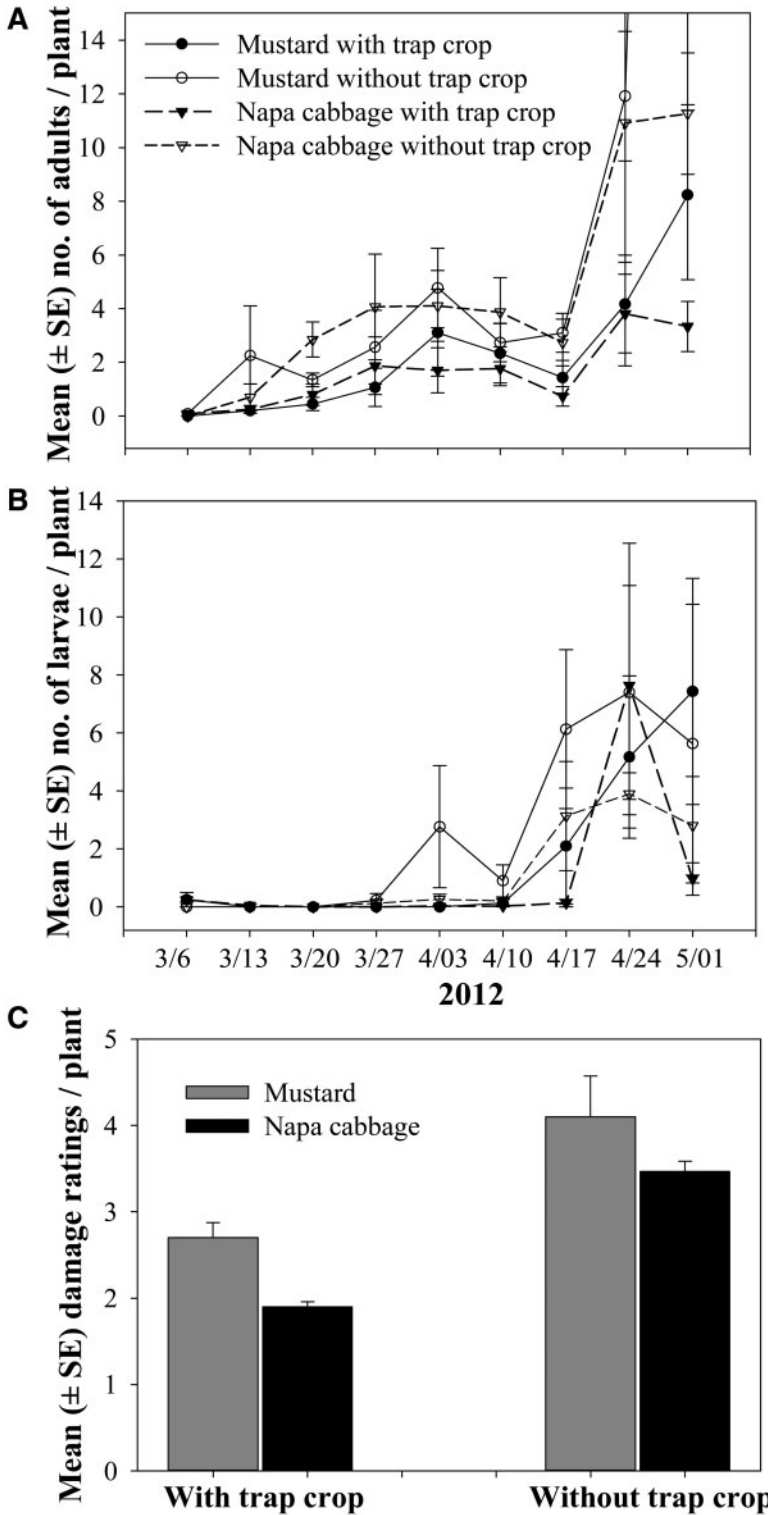 A
Mean (± SE) no. of adults / plant
14
12
10
8
6
4
2
0
Mustard with trap crop
Mustard without trap crop
Napa cabbage with trap crop
Napa cabbage without trap crop
B
Mean (± SE) no. of larvae / plant
14
12
10
8
6
4
2
0
3/6 3/13 3/20 3/27 4/03 4/10 4/17 4/24 5/01
2012
C
Mean (± SE) damage ratings / plant
5
4
3
2
1
0
Mustard
Napa cabbage
With trap crop Without trap crop